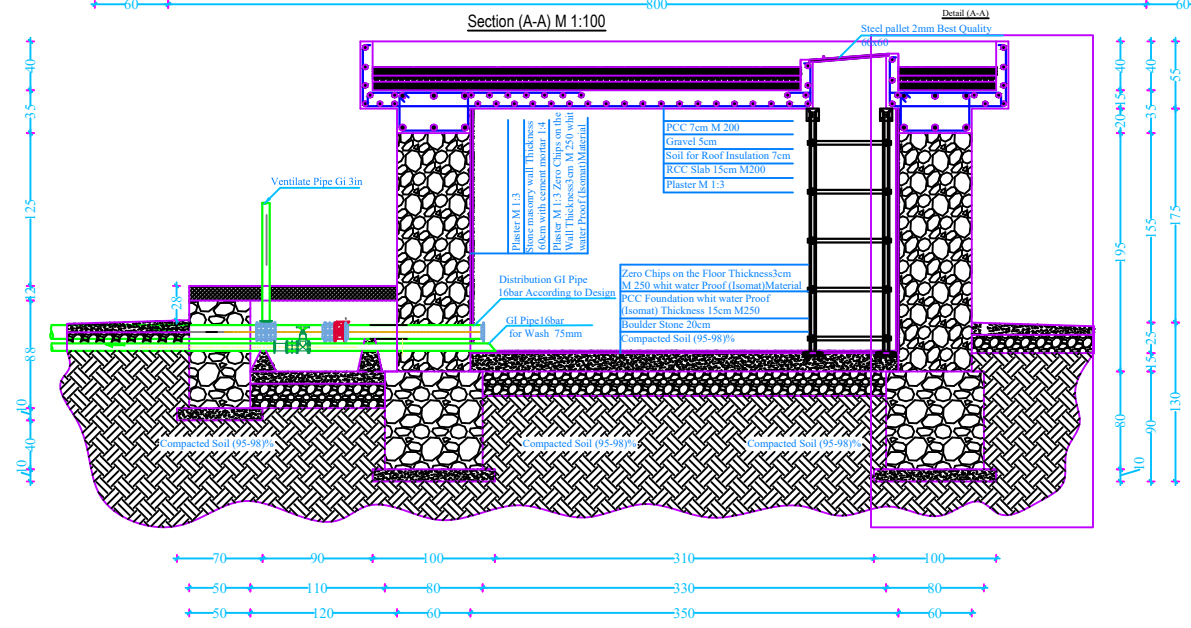 60
800
60
Section (A-A) M 1:100
Detail (A-A)
Steel pallet 2mm Best Quality
60x60
Ventilate Pipe Gi 3in
Plaster M 1:3
Stone masonry wall Thickness
60cm with cement mortar 1:4
Plaster M 1:3 Zero Chips on the
Wall Thickness3cm M 250 whit
water Proof (Isomat)Material
PCC 7cm M 200
Gravel 5cm
Soil for Roof Insulation 7cm
RCC Slab 15cm M200
Plaster M 1:3
Distribution GI Pipe
16bar According to Design
GI Pipe16bar
for Wash 75mm
Zero Chips on the Floor Thickness3cm
M 250 whit water Proof (Isomat)Material
PCC Foundation whit water Proof
(Isomat) Thickness 15cm M250
Boulder Stone 20cm
Compacted Soil (95-98)%
Compacted Soil (95-98)%
Compacted Soil (95-98)%
Compacted Soil (95-98)%
40
35
125
12
88
10
40
10
28
40
15
20
195
15
80
10
40
35
155
25
15
90
55
175
130
70
90
100
310
100
50
110
80
330
80
50
120
60
350
60